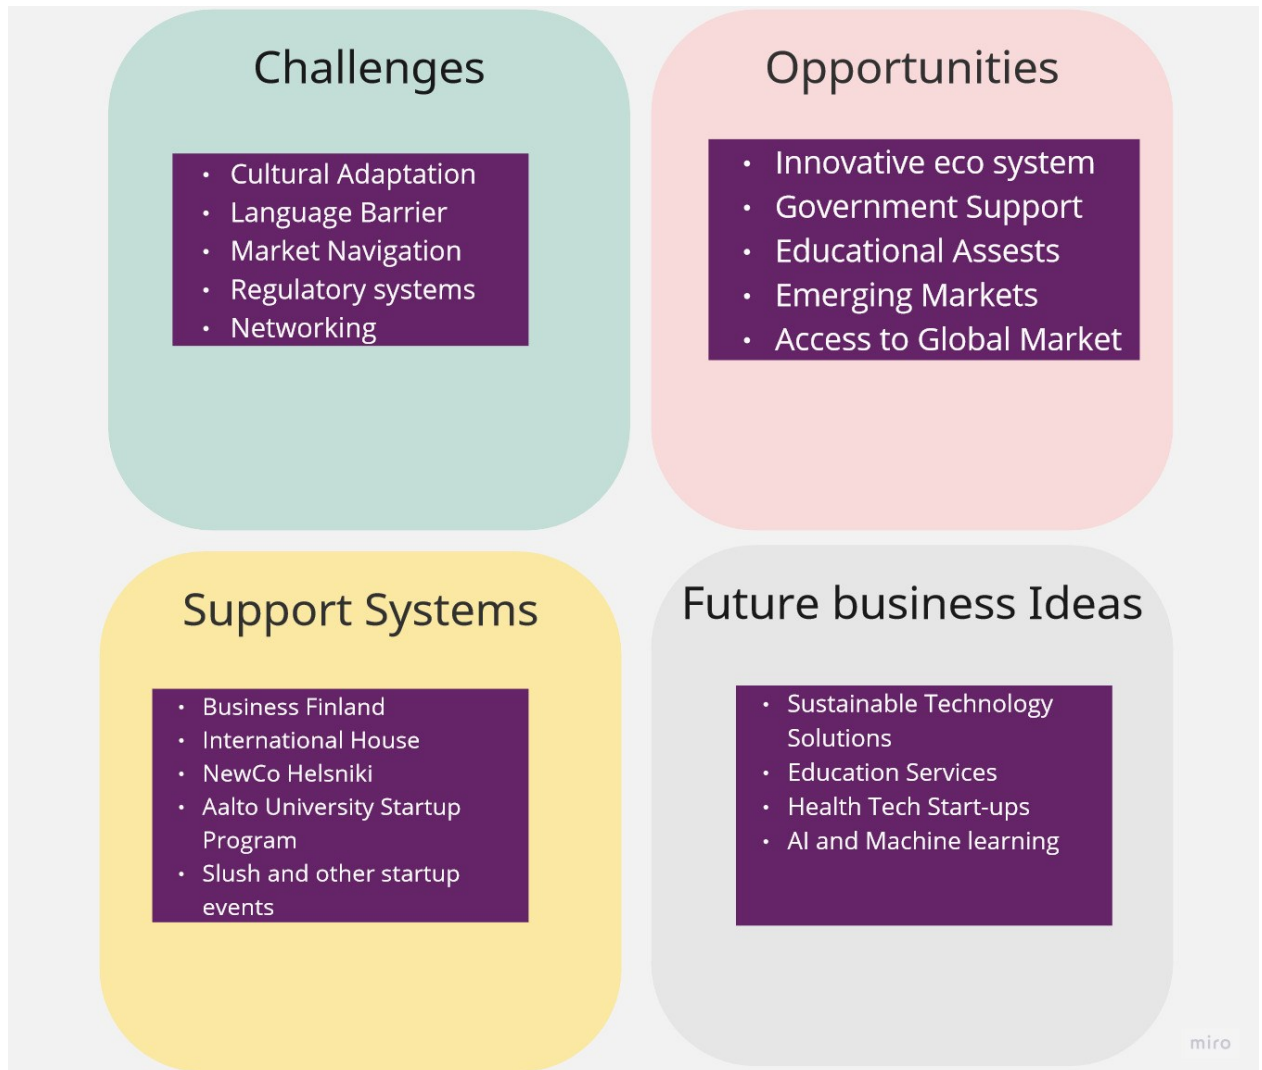 Challenges
• Cultural Adaptation
• Language Barrier
• Market Navigation
• Regulatory systems
• Networking
Opportunities
• Innovative eco system
• Government Support
• Educational Assests
• Emerging Markets
• Access to Global Market
Support Systems
• Business Finland
• International House
• NewCo Helsniki
• Aalto University Startup
Program
• Slush and other startup
events
Future business Ideas
• Sustainable Technology
Solutions
• Education Services
• Health Tech Start-ups
• AI and Machine learning
miro